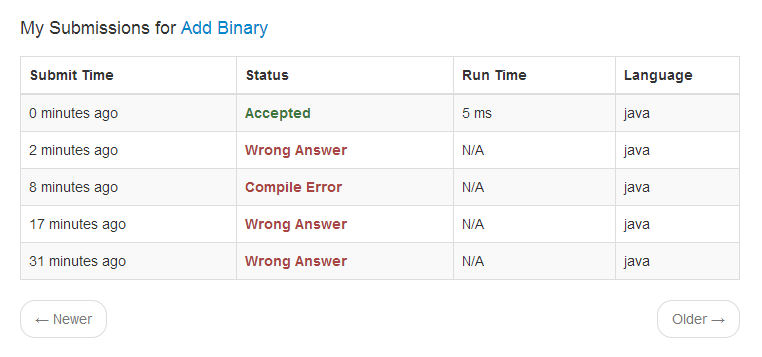 My Submissions for Add Binary
Submit Time Status Run Time Language
0 minutes ago Accepted 5 ms java
2 minutes ago Wrong Answer N/A java
8 minutes ago Compile Error N/A java
17 minutes ago Wrong Answer N/A java
31 minutes ago Wrong Answer N/A java
← Newer Older →